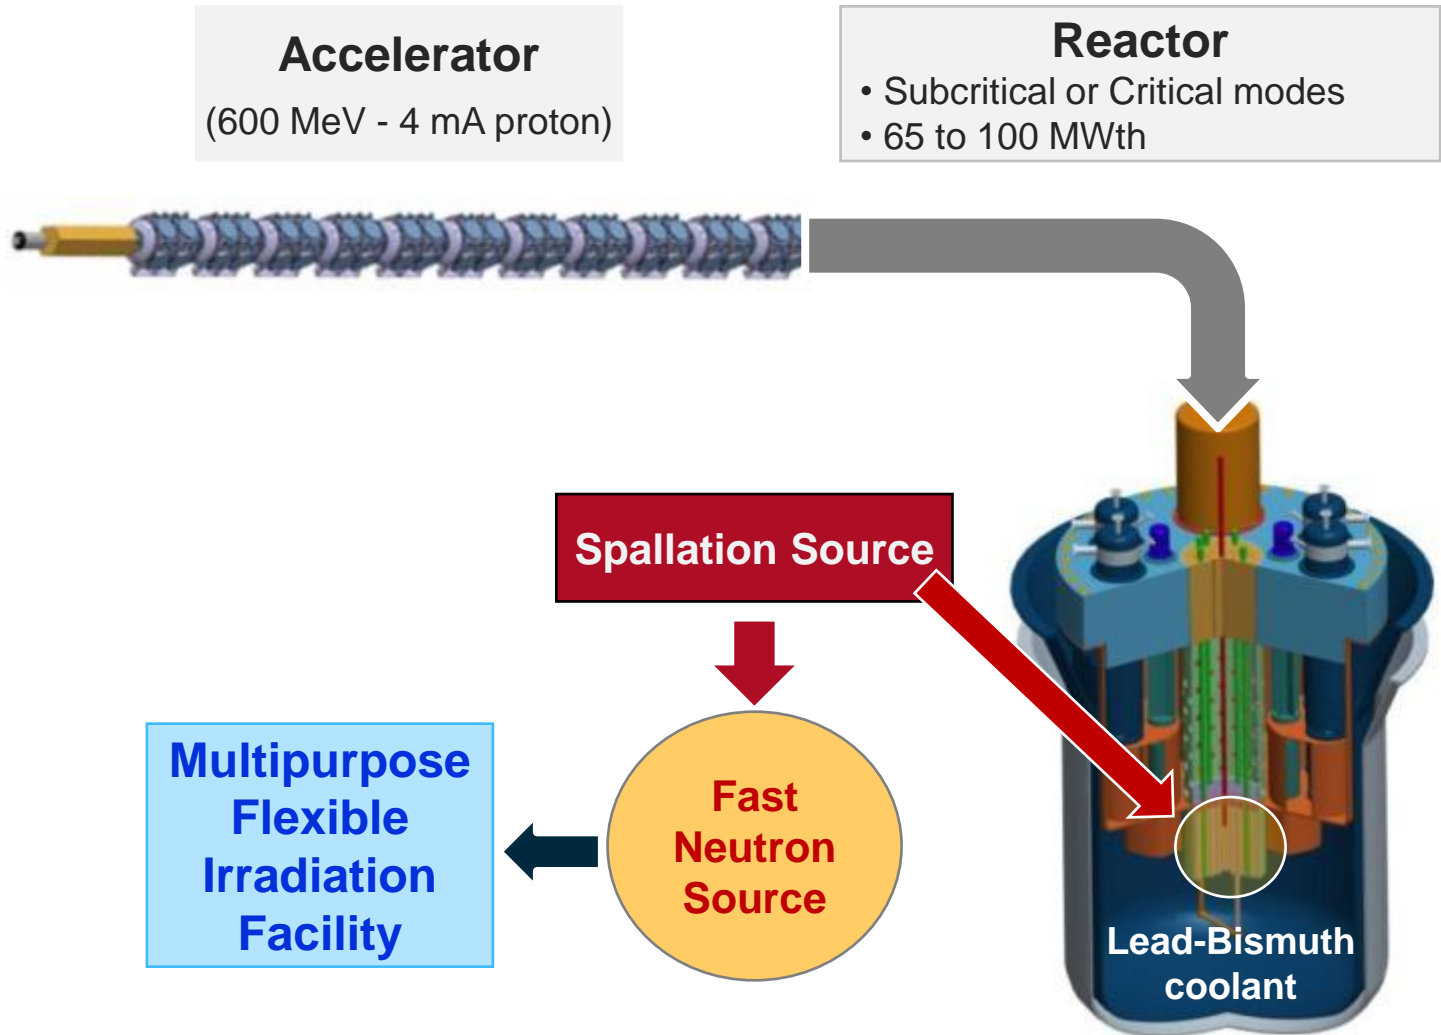 Accelerator
(600 MeV - 4 mA proton)
Reactor
• Subcritical or Critical modes
• 65 to 100 MWth
Spallation Source
Multipurpose
Flexible
Irradiation
Facility
Fast
Neutron
Source
Lead-Bismuth
coolant